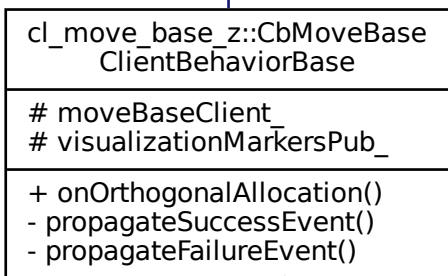 cl_move_base_z::CbMoveBase
ClientBehaviorBase
# moveBaseClient_
# visualizationMarkersPub_
+ onOrthogonalAllocation()
- propagateSuccessEvent()
- propagateFailureEvent()